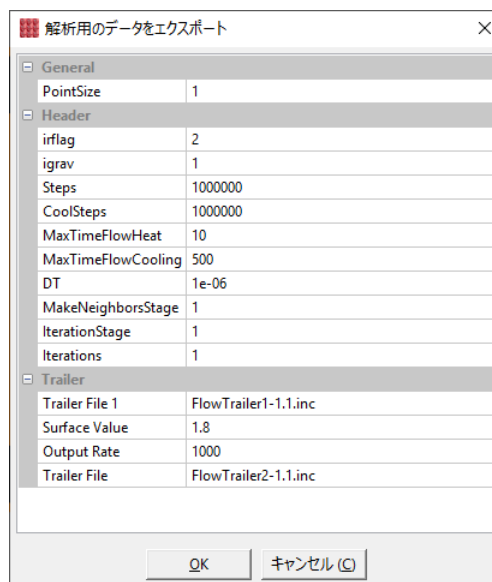 解析用のデータをエクスポート
General
PointSize 1
Header
irflag 2
igrav 1
Steps 1000000
CoolSteps 1000000
MaxTimeFlowHeat 10
MaxTimeFlowCooling 500
DT 1e-06
MakeNeighborsStage 1
IterationStage 1
Iterations 1
Trailer
Trailer File 1 FlowTrailer1-1.1.inc
Surface Value 1.8
Output Rate 1000
Trailer File FlowTrailer2-1.1.inc
OK キャンセル (C)